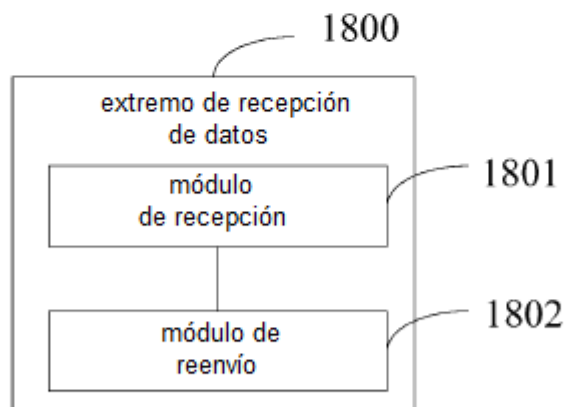 1800
extremo de recepción
de datos
módulo
de recepción
1801
módulo de
reenvío
1802